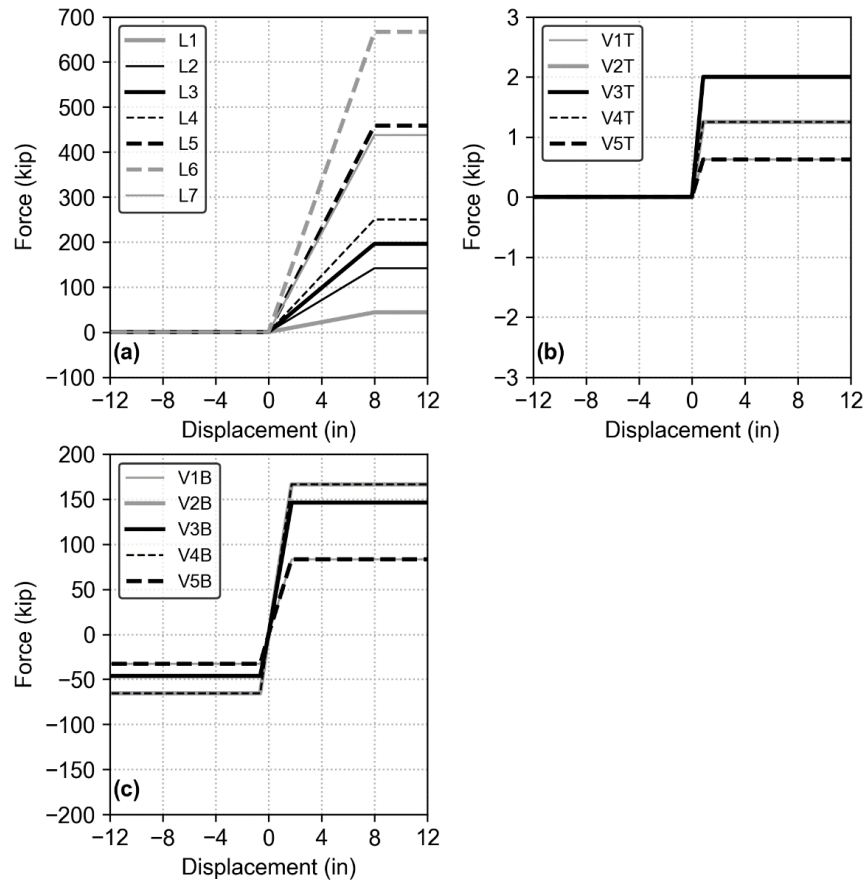 700
600
500
400
300
200
100
0
−100
Force (kip)
L1
L2
L3
L4
L5
L6
L7
(a)
−12 −8 −4 0 4 8 12
Displacement (in)
3
2
1
0
−1
−2
−3
Force (kip)
V1T
V2T
V3T
V4T
V5T
(b)
−12 −8 −4 0 4 8 12
Displacement (in)
200
150
100
50
0
−50
−100
−150
−200
Force (kip)
V1B
V2B
V3B
V4B
V5B
(c)
−12 −8 −4 0 4 8 12
Displacement (in)